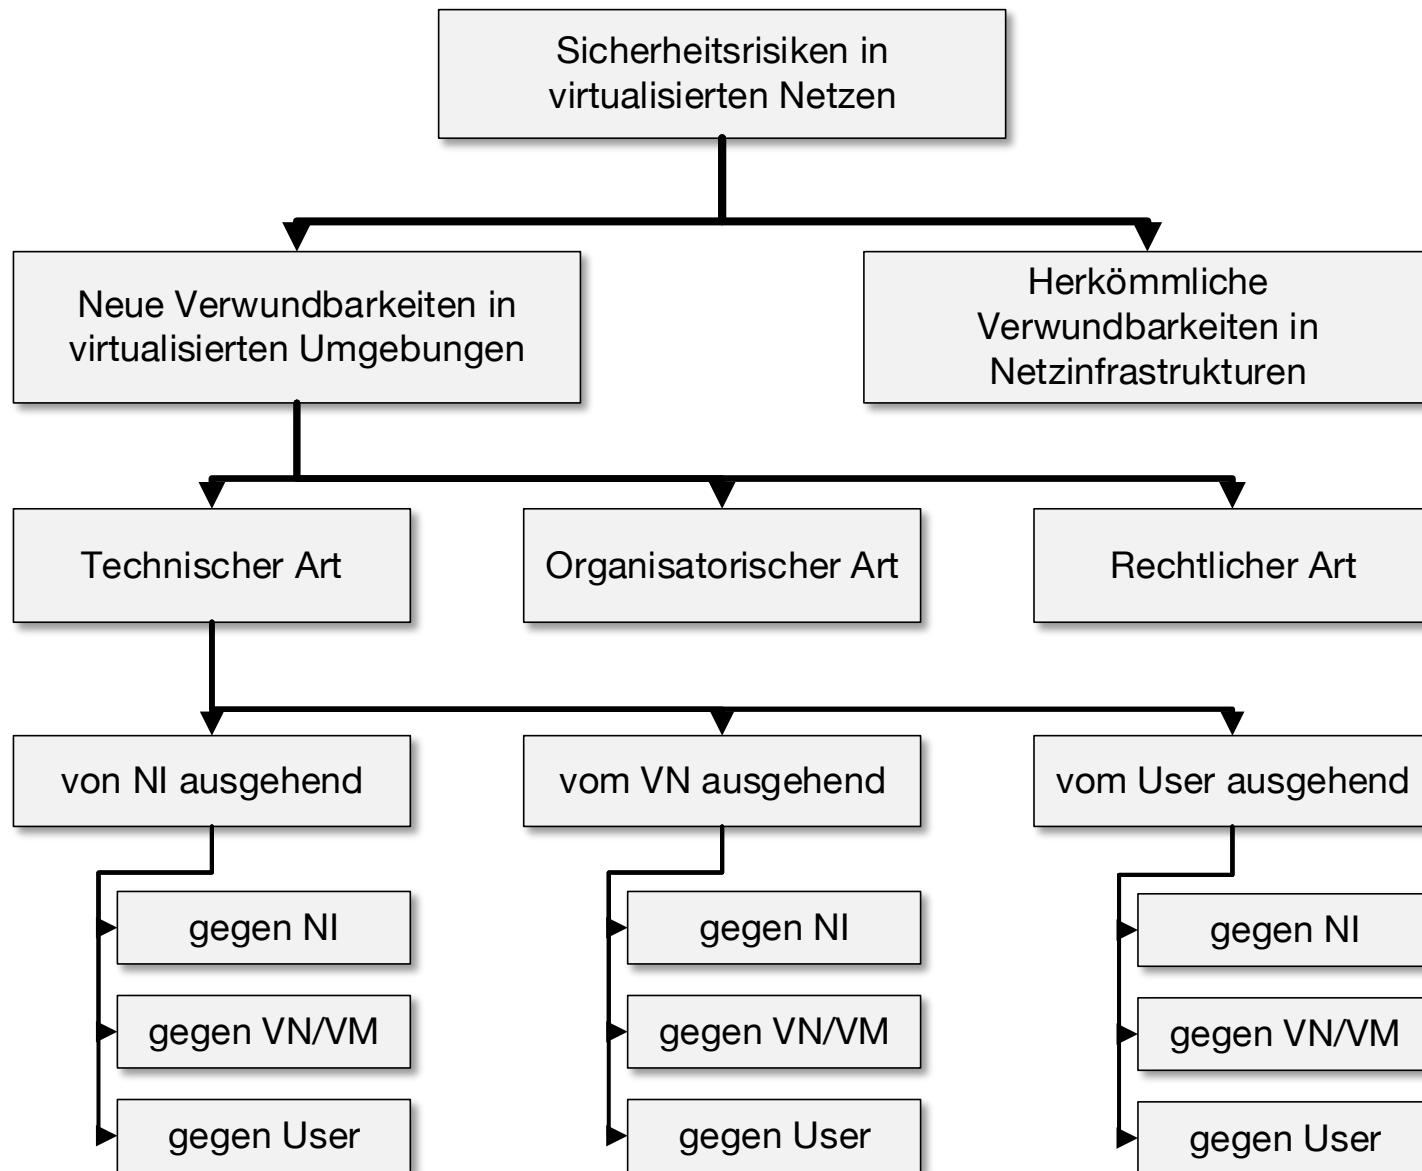 Sicherheitsrisiken in
virtualisierten Netzen
Neue Verwundbarkeiten in
virtualisierten Umgebungen
Herkömmliche
Verwundbarkeiten in
Netzinfrastrukturen
Technischer Art
Organisatorischer Art
Rechtlicher Art
von NI ausgehend
vom VN ausgehend
vom User ausgehend
gegen NI
gegen VN/VM
gegen User
gegen NI
gegen VN/VM
gegen User
gegen NI
gegen VN/VM
gegen User